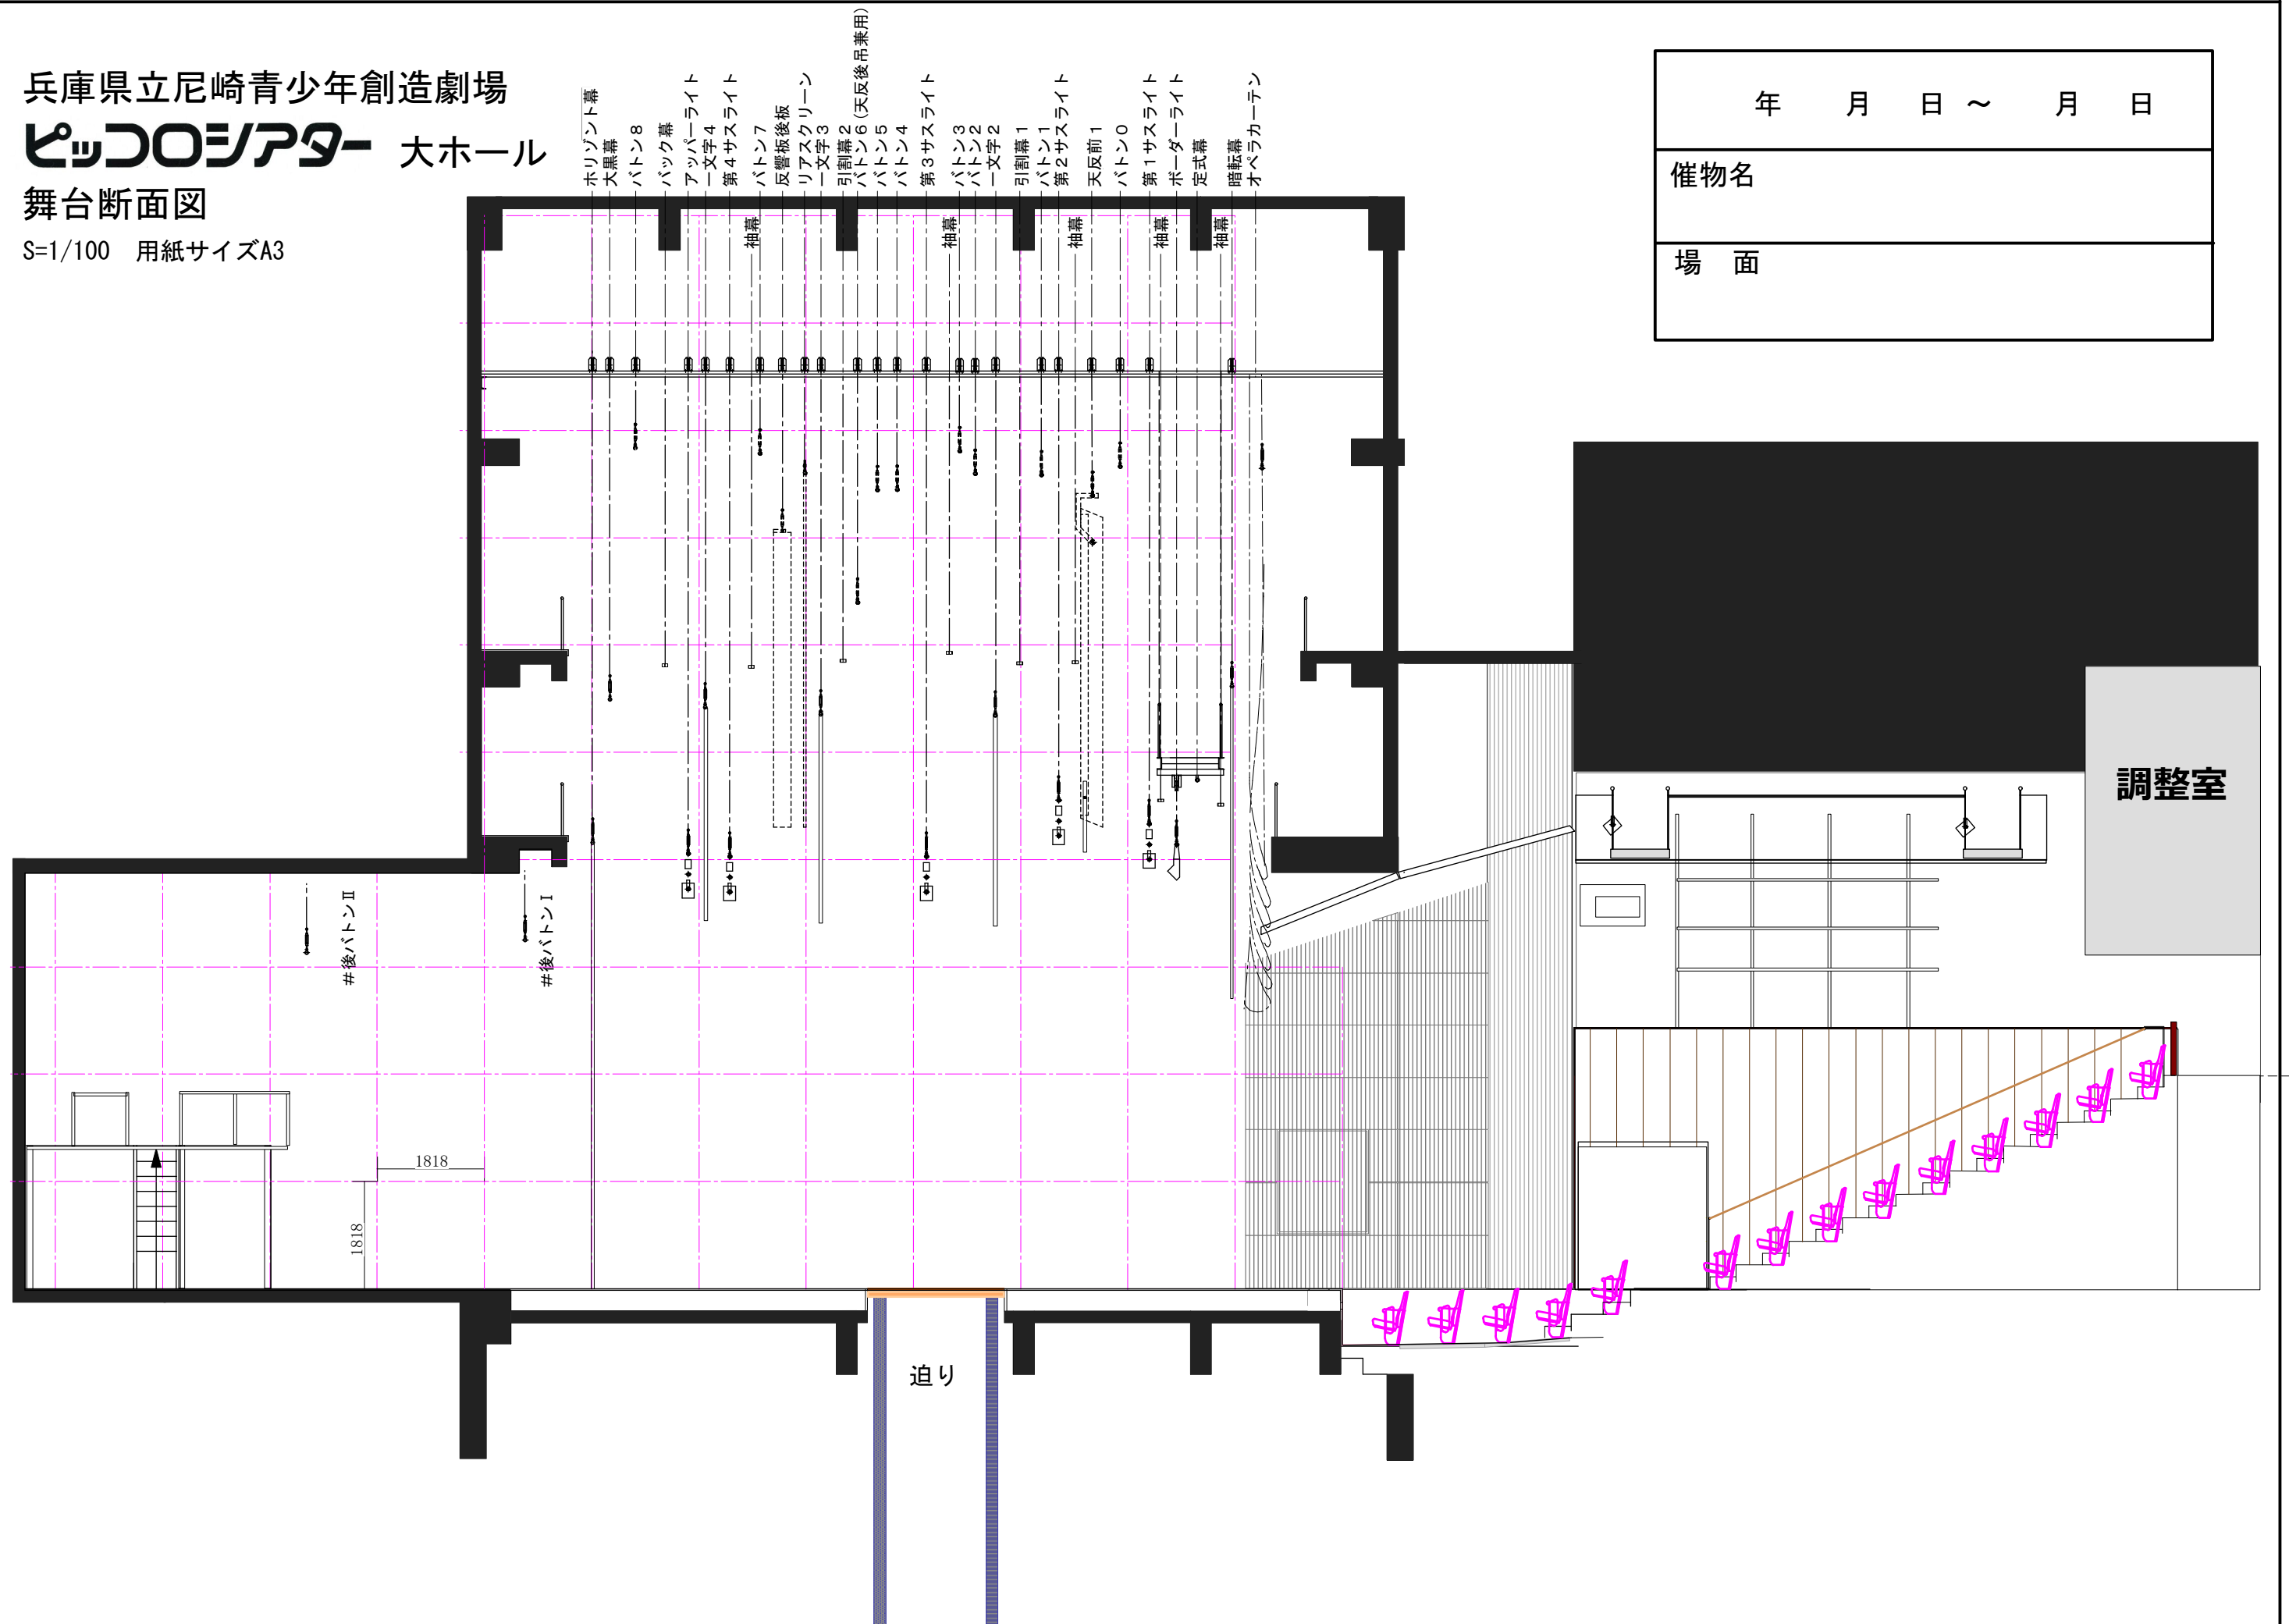 兵庫県立尼崎青少年創造劇場
ピッコロシアター 大ホール
舞台断面図
S=1/100 用紙サイズA3
年 月 日 ～ 月 日
催物名
場 面
ホリゾント幕
大黒幕
バトン８
バック幕
アッパーライト
一文字４
第４サスライト
バトン７
反響板後板
リアスクリーン
一文字３
引割幕２
バトン６(天反後吊兼用)
バトン５
バトン４
第３サスライト
バトン３
バトン２
一文字２
引割幕１
バトン１
第２サスライト
天反前１
バトン０
第１サスライト
ボーダーライト
定式幕
暗転幕
オペラカーテン
袖幕
袖幕
袖幕
袖幕
袖幕
調整室
#後バトンⅡ
#後バトンⅠ
1818
1818
迫り